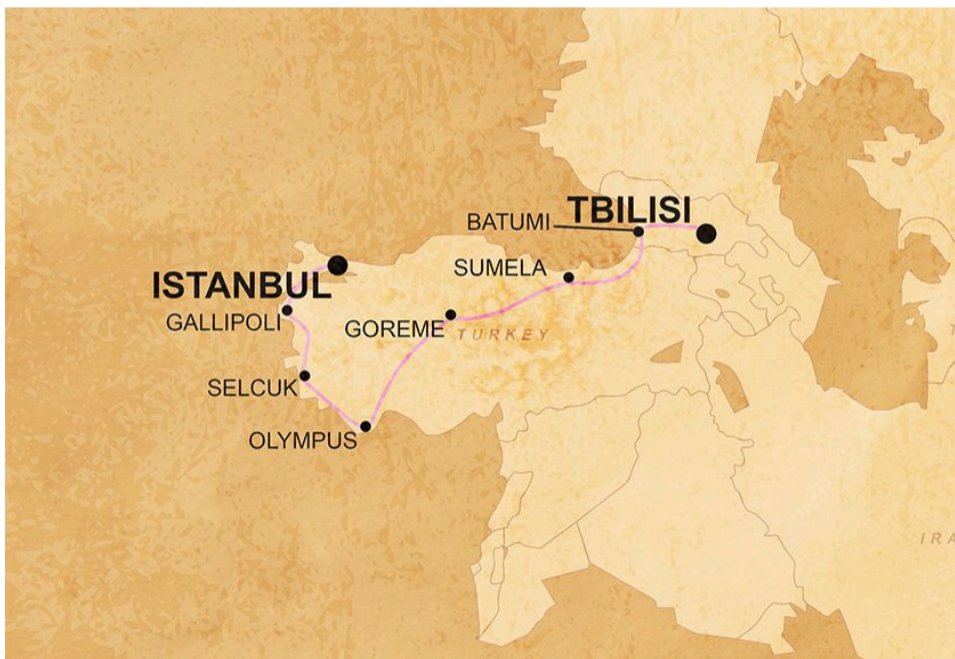 TBILISI
BATUMI
SUMELA
ISTANBUL
GALLIPOLI
GOREME
TURKEY
SELCUK
OLYMPUS